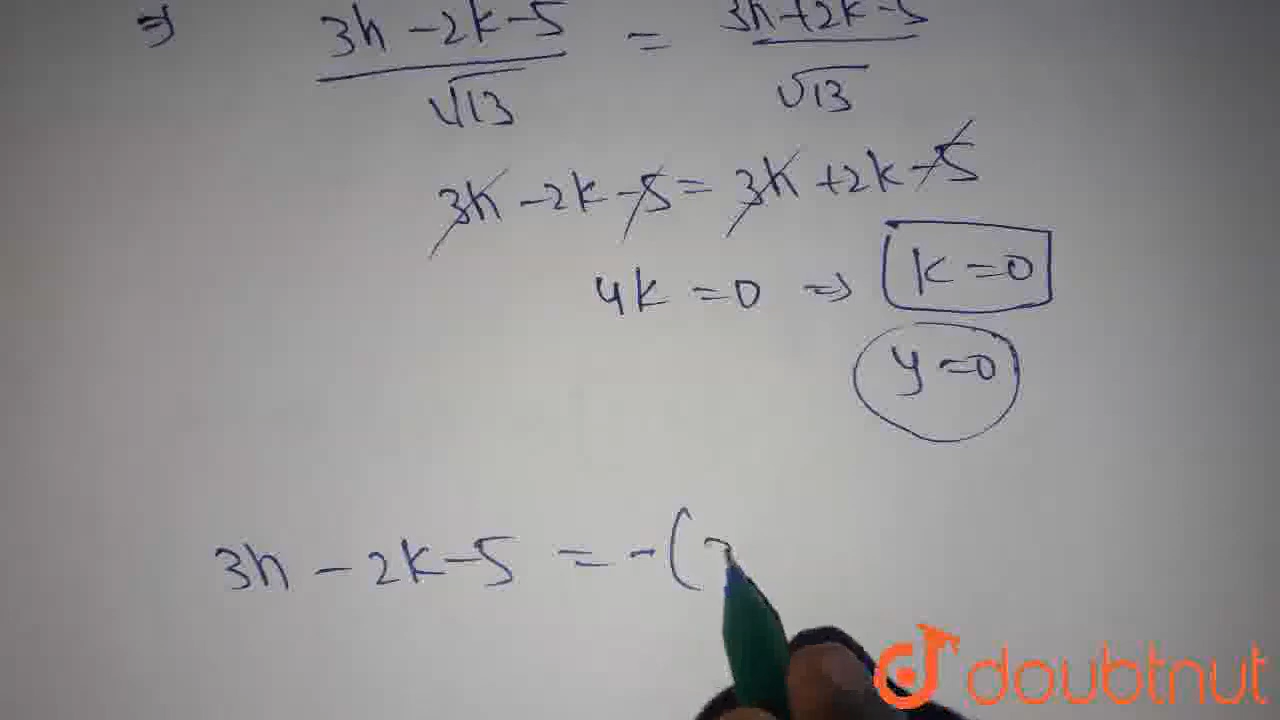 ⇒ (3h-2k-5)/√13 = (3h+2k-5)/√13
3h-2k-5=3h+2k-5
4k=0 ⇒ k=0
y=0
3h-2k-5=-(3
doubtnut